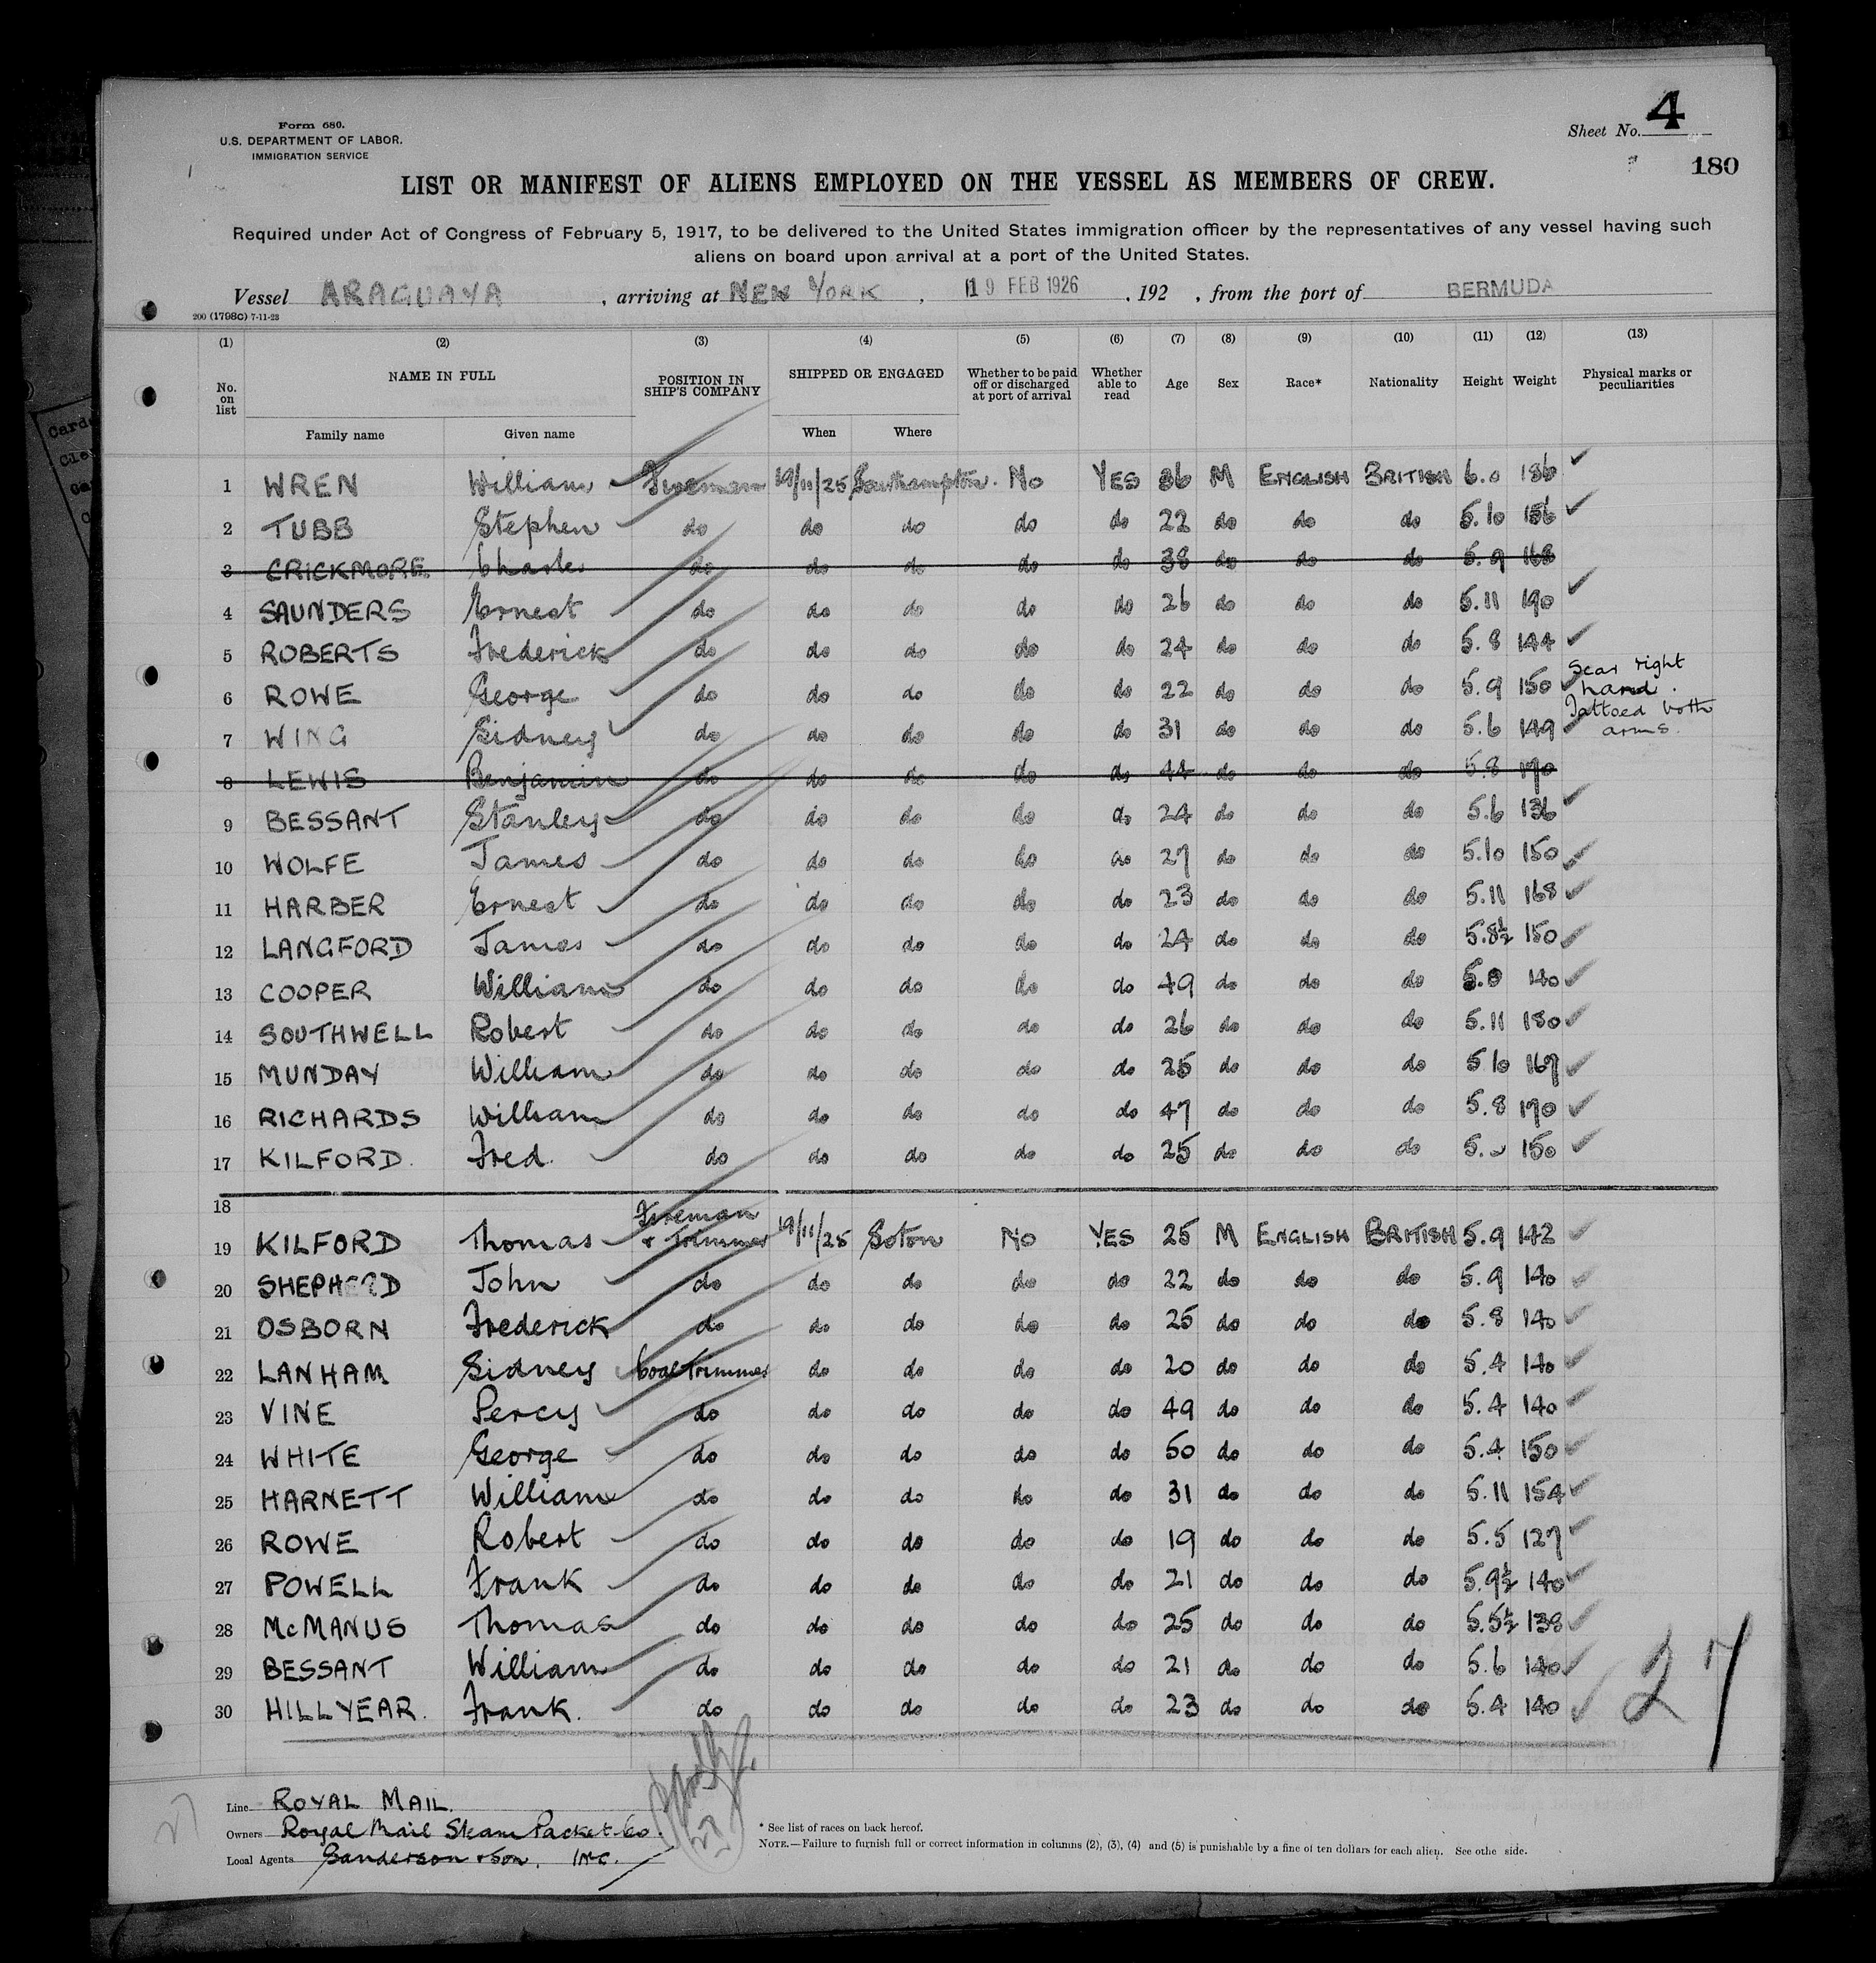 Form 680.
U.S. DEPARTMENT OF LABOR.
IMMIGRATION SERVICE
Sheet No. 4
180
LIST OR MANIFEST OF ALIENS EMPLOYED ON THE VESSEL AS MEMBERS OF CREW.
Required under Act of Congress of February 5, 1917, to be delivered to the United States immigration officer by the representatives of any vessel having such
aliens on board upon arrival at a port of the United States.
Vessel ARAGUAYA, arriving at NEW YORK, 19 FEB 1926, 192 , from the port of BERMUDA
200 (1798c) 7-11-23
(1) (2) (3) (4) (5) (6) (7) (8) (9) (10) (11) (12) (13)
No. on list NAME IN FULL POSITION IN SHIP'S COMPANY SHIPPED OR ENGAGED Whether to be paid off or discharged at port of arrival Whether able to read Age Sex Race* Nationality Height Weight Physical marks or peculiarities
Family name Given name When Where
1 WREN William Fireman 19/11/25 Southampton. No YES 36 M ENGLISH BRITISH 6.0 186
2 TUBB Stephen do do do do do 22 do do do 5.10 156
3 CRICKMORE Charles do do do do do 38 do do do 5.9 168
4 SAUNDERS Ernest do do do do do 26 do do do 5.11 190
5 ROBERTS Frederick do do do do do 24 do do do 5.8 144
6 ROWE George do do do do do 22 do do do 5.9 150 Scar right hand.
7 WING Sidney do do do do do 31 do do do 5.6 149 Tattoed both arms.
8 LEWIS Benjamin do do do do do 44 do do do 5.8 170
9 BESSANT Stanley do do do do do 24 do do do 5.6 136
10 WOLFE James do do do do do 27 do do do 5.10 150
11 HARBER Ernest do do do do do 23 do do do 5.11 168
12 LANGFORD James do do do do do 24 do do do 5.8½ 150
13 COOPER William do do do do do 49 do do do 140
14 SOUTHWELL Robert do do do do do 26 do do do 5.11 180
15 MUNDAY William do do do do do 25 do do do 5.10 167
16 RICHARDS William do do do do do 47 do do do 5.8 170
17 KILFORD. Fred. do do do do do 25 do do do 150
18
19 KILFORD Thomas Fireman & Trimmer 19/11/25 Soton No YES 25 M ENGLISH BRITISH 5.9 142
20 SHEPHERD John do do do do do 22 do do do 5.9 140
21 OSBORN Frederick do do do do do 25 do do do 5.8 140
22 LANHAM Sidney Coal Trimmer do do do do 20 do do do 5.4 140
23 VINE Percy do do do do do 49 do do do 5.4 140
24 WHITE George do do do do do 50 do do do 5.4 150
25 HARNETT William do do do do do 31 do do do 5.11 154
26 ROWE Robert do do do do do 19 do do do 5.5 127
27 POWELL Frank do do do do do 21 do do do 5.9½ 140
28 McMANUS Thomas do do do do do 25 do do do 5.5½ 138
29 BESSANT William do do do do do 21 do do do 5.6 140
30 HILLYEAR. Frank. do do do do do 23 do do do 5.4 140
27
Line ROYAL MAIL.
Owners Royal Mail Steam Packet Co.
Local Agents Sanderson & Son, Inc.
* See list of races on back hereof.
NOTE.—Failure to furnish full or correct information in columns (2), (3), (4) and (5) is punishable by a fine of ten dollars for each alien. See othe side.